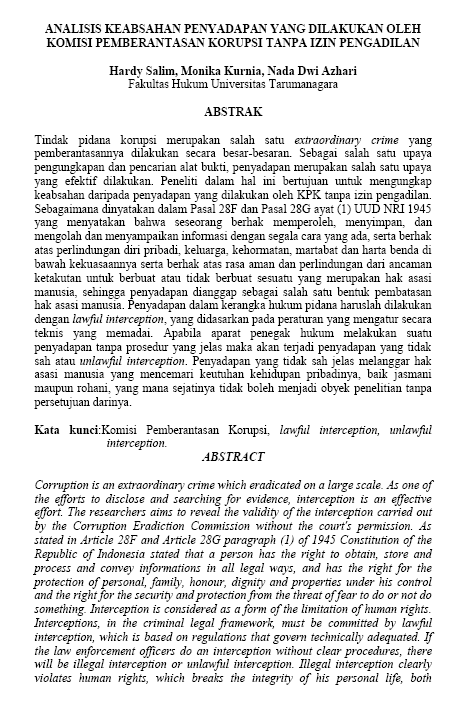 ANALISIS KEABSAHAN PENYADAPAN YANG DILAKUKAN OLEH
KOMISI PEMBERANTASAN KORUPSI TANPA IZIN PENGADILAN
Hardy Salim, Monika Kurnia, Nada Dwi Azhari
Fakultas Hukum Universitas Tarumanagara
ABSTRAK
Tindak pidana korupsi merupakan salah satu extraordinary crime yang
pemberantasannya dilakukan secara besar-besaran. Sebagai salah satu upaya
pengungkapan dan pencarian alat bukti, penyadapan merupakan salah satu upaya
yang efektif dilakukan. Peneliti dalam hal ini bertujuan untuk mengungkap
keabsahan daripada penyadapan yang dilakukan oleh KPK tanpa izin pengadilan.
Sebagaimana dinyatakan dalam Pasal 28F dan Pasal 28G ayat (1) UUD NRI 1945
yang menyatakan bahwa seseorang berhak memperoleh, menyimpan, dan
mengolah dan menyampaikan informasi dengan segala cara yang ada, serta berhak
atas perlindungan diri pribadi, keluarga, kehormatan, martabat dan harta benda di
bawah kekuasaannya serta berhak atas rasa aman dan perlindungan dari ancaman
ketakutan untuk berbuat atau tidak berbuat sesuatu yang merupakan hak asasi
manusia, sehingga penyadapan dianggap sebagai salah satu bentuk pembatasan
hak asasi manusia. Penyadapan dalam kerangka hukum pidana haruslah dilakukan
dengan lawful interception, yang didasarkan pada peraturan yang mengatur secara
teknis yang memadai. Apabila aparat penegak hukum melakukan suatu
penyadapan tanpa prosedur yang jelas maka akan terjadi penyadapan yang tidak
sah atau unlawful interception. Penyadapan yang tidak sah jelas melanggar hak
asasi manusia yang mencemari keutuhan kehidupan pribadinya, baik jasmani
maupun rohani, yang mana sejatinya tidak boleh menjadi obyek penelitian tanpa
persetujuan darinya.
Kata kunci:Komisi Pemberantasan Korupsi, lawful interception, unlawful
interception.
ABSTRACT
Corruption is an extraordinary crime which eradicated on a large scale. As one of
the efforts to disclose and searching for evidence, interception is an effective
effort. The researchers aims to reveal the validity of the interception carried out
by the Corruption Eradiction Commission without the court's permission. As
stated in Article 28F and Article 28G paragraph (1) of 1945 Constitution of the
Republic of Indonesia stated that a person has the right to obtain, store and
process and convey informations in all legal ways, and has the right for the
protection of personal, family, honour, dignity and properties under his control
and the right for the security and protection from the threat of fear to do or not do
something. Interception is considered as a form of the limitation of human rights.
Interceptions, in the criminal legal framework, must be committed by lawful
interception, which is based on regulations that govern technically adequated. If
the law enforcement officers do an interception without clear procedures, there
will be illegal interception or unlawful interception. Illegal interception clearly
violates human rights, which breaks the integrity of his personal life, both